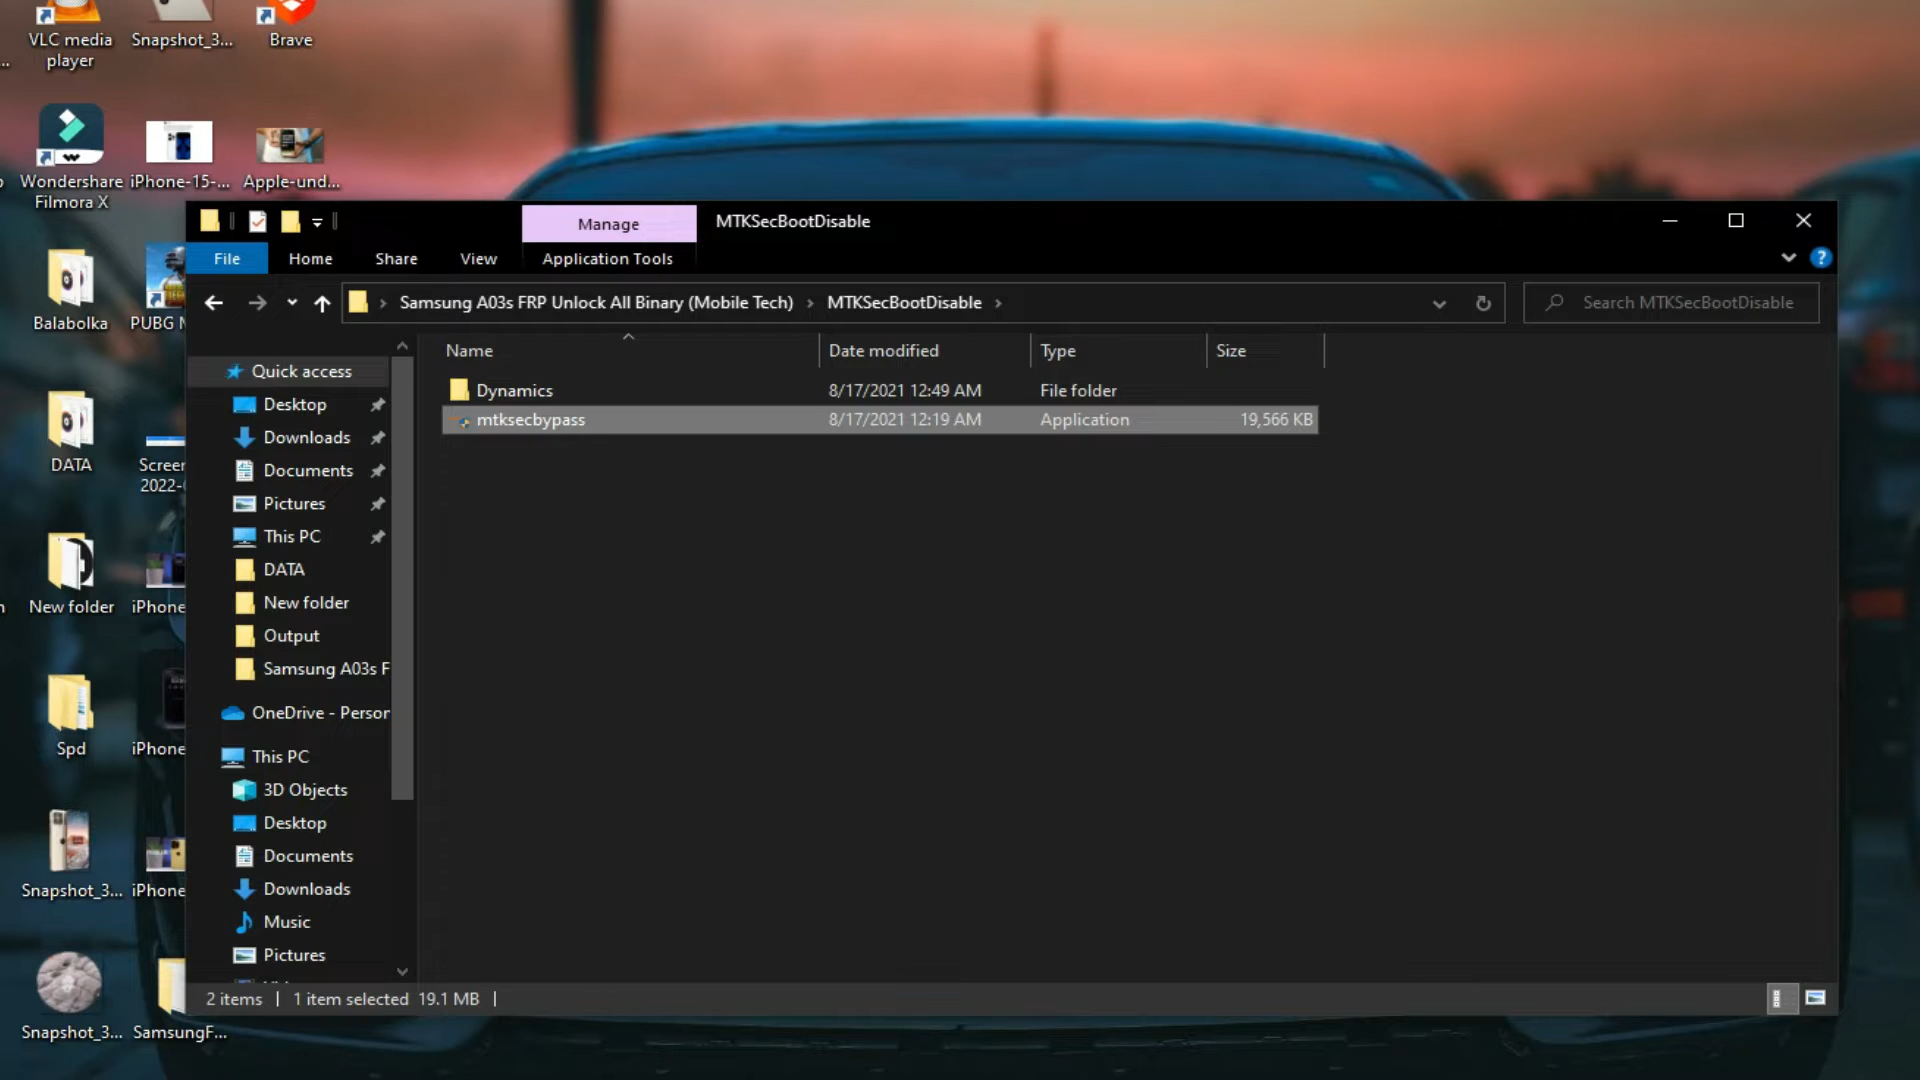 VLC media
player
Snapshot_3...
Brave
Wondershare
Filmora X
iPhone-15-...
Apple-und...
Balabolka
PUBG M
DATA
Screen
2022-
New folder
iPhone
Spd
iPhone
Snapshot_3...
iPhone
Snapshot_3...
SamsungF...
Manage
MTKSecBootDisable
File
Home
Share
View
Application Tools
?
Samsung A03s FRP Unlock All Binary (Mobile Tech) > MTKSecBootDisable >
Search MTKSecBootDisable
Name
Date modified
Type
Size
Dynamics
8/17/2021 12:49 AM
File folder
mtksecbypass
8/17/2021 12:19 AM
Application
19,566 KB
Quick access
Desktop
Downloads
Documents
Pictures
This PC
DATA
New folder
Output
Samsung A03s F
OneDrive - Person
This PC
3D Objects
Desktop
Documents
Downloads
Music
Pictures
2 items
1 item selected 19.1 MB